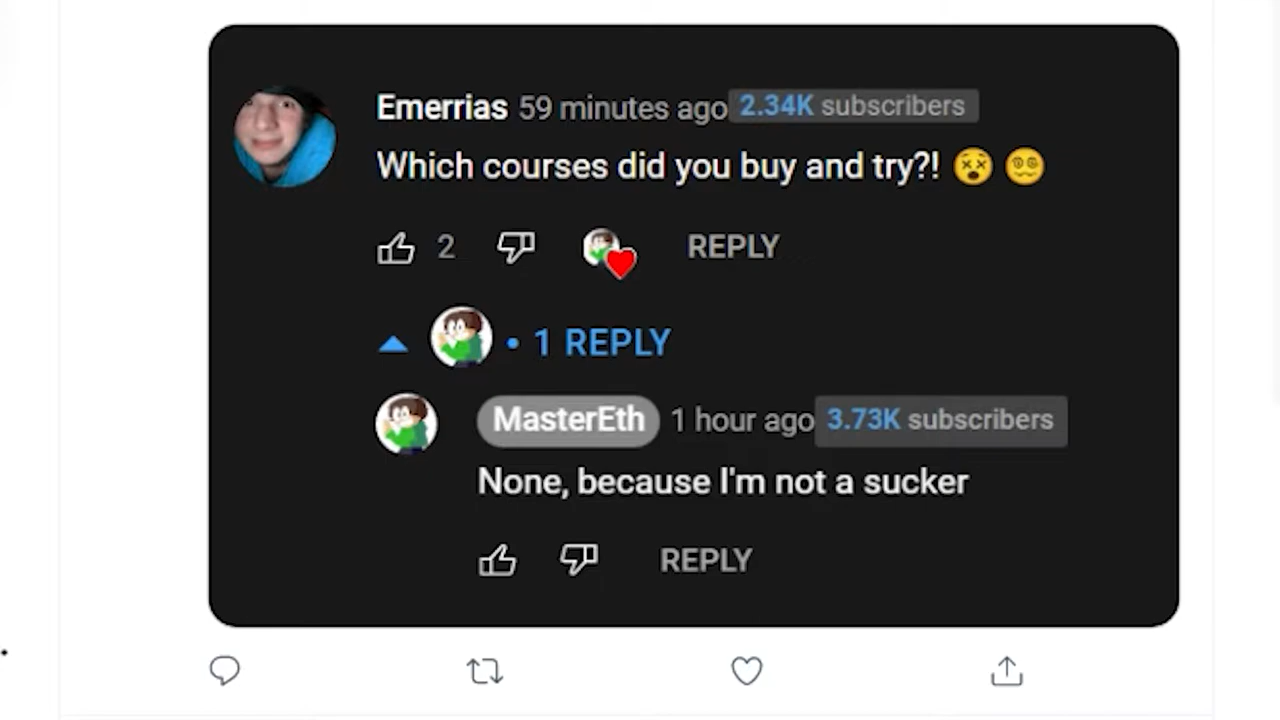 Emerrias 59 minutes ago 2.34K subscribers
Which courses did you buy and try?! 😵 😵‍💫
2 REPLY
• 1 REPLY
MasterEth 1 hour ago 3.73K subscribers
None, because I'm not a sucker
REPLY